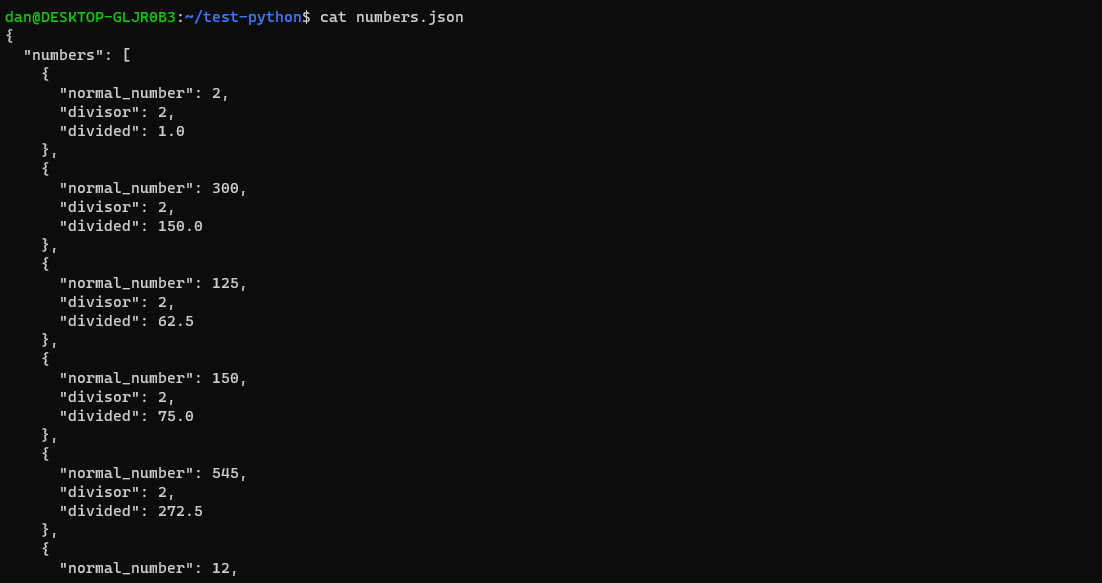 dan@DESKTOP-GLJR0B3:~/test-python$ cat numbers.json
{
  "numbers": [
    {
      "normal_number": 2,
      "divisor": 2,
      "divided": 1.0
    },
    {
      "normal_number": 300,
      "divisor": 2,
      "divided": 150.0
    },
    {
      "normal_number": 125,
      "divisor": 2,
      "divided": 62.5
    },
    {
      "normal_number": 150,
      "divisor": 2,
      "divided": 75.0
    },
    {
      "normal_number": 545,
      "divisor": 2,
      "divided": 272.5
    },
    {
      "normal_number": 12,